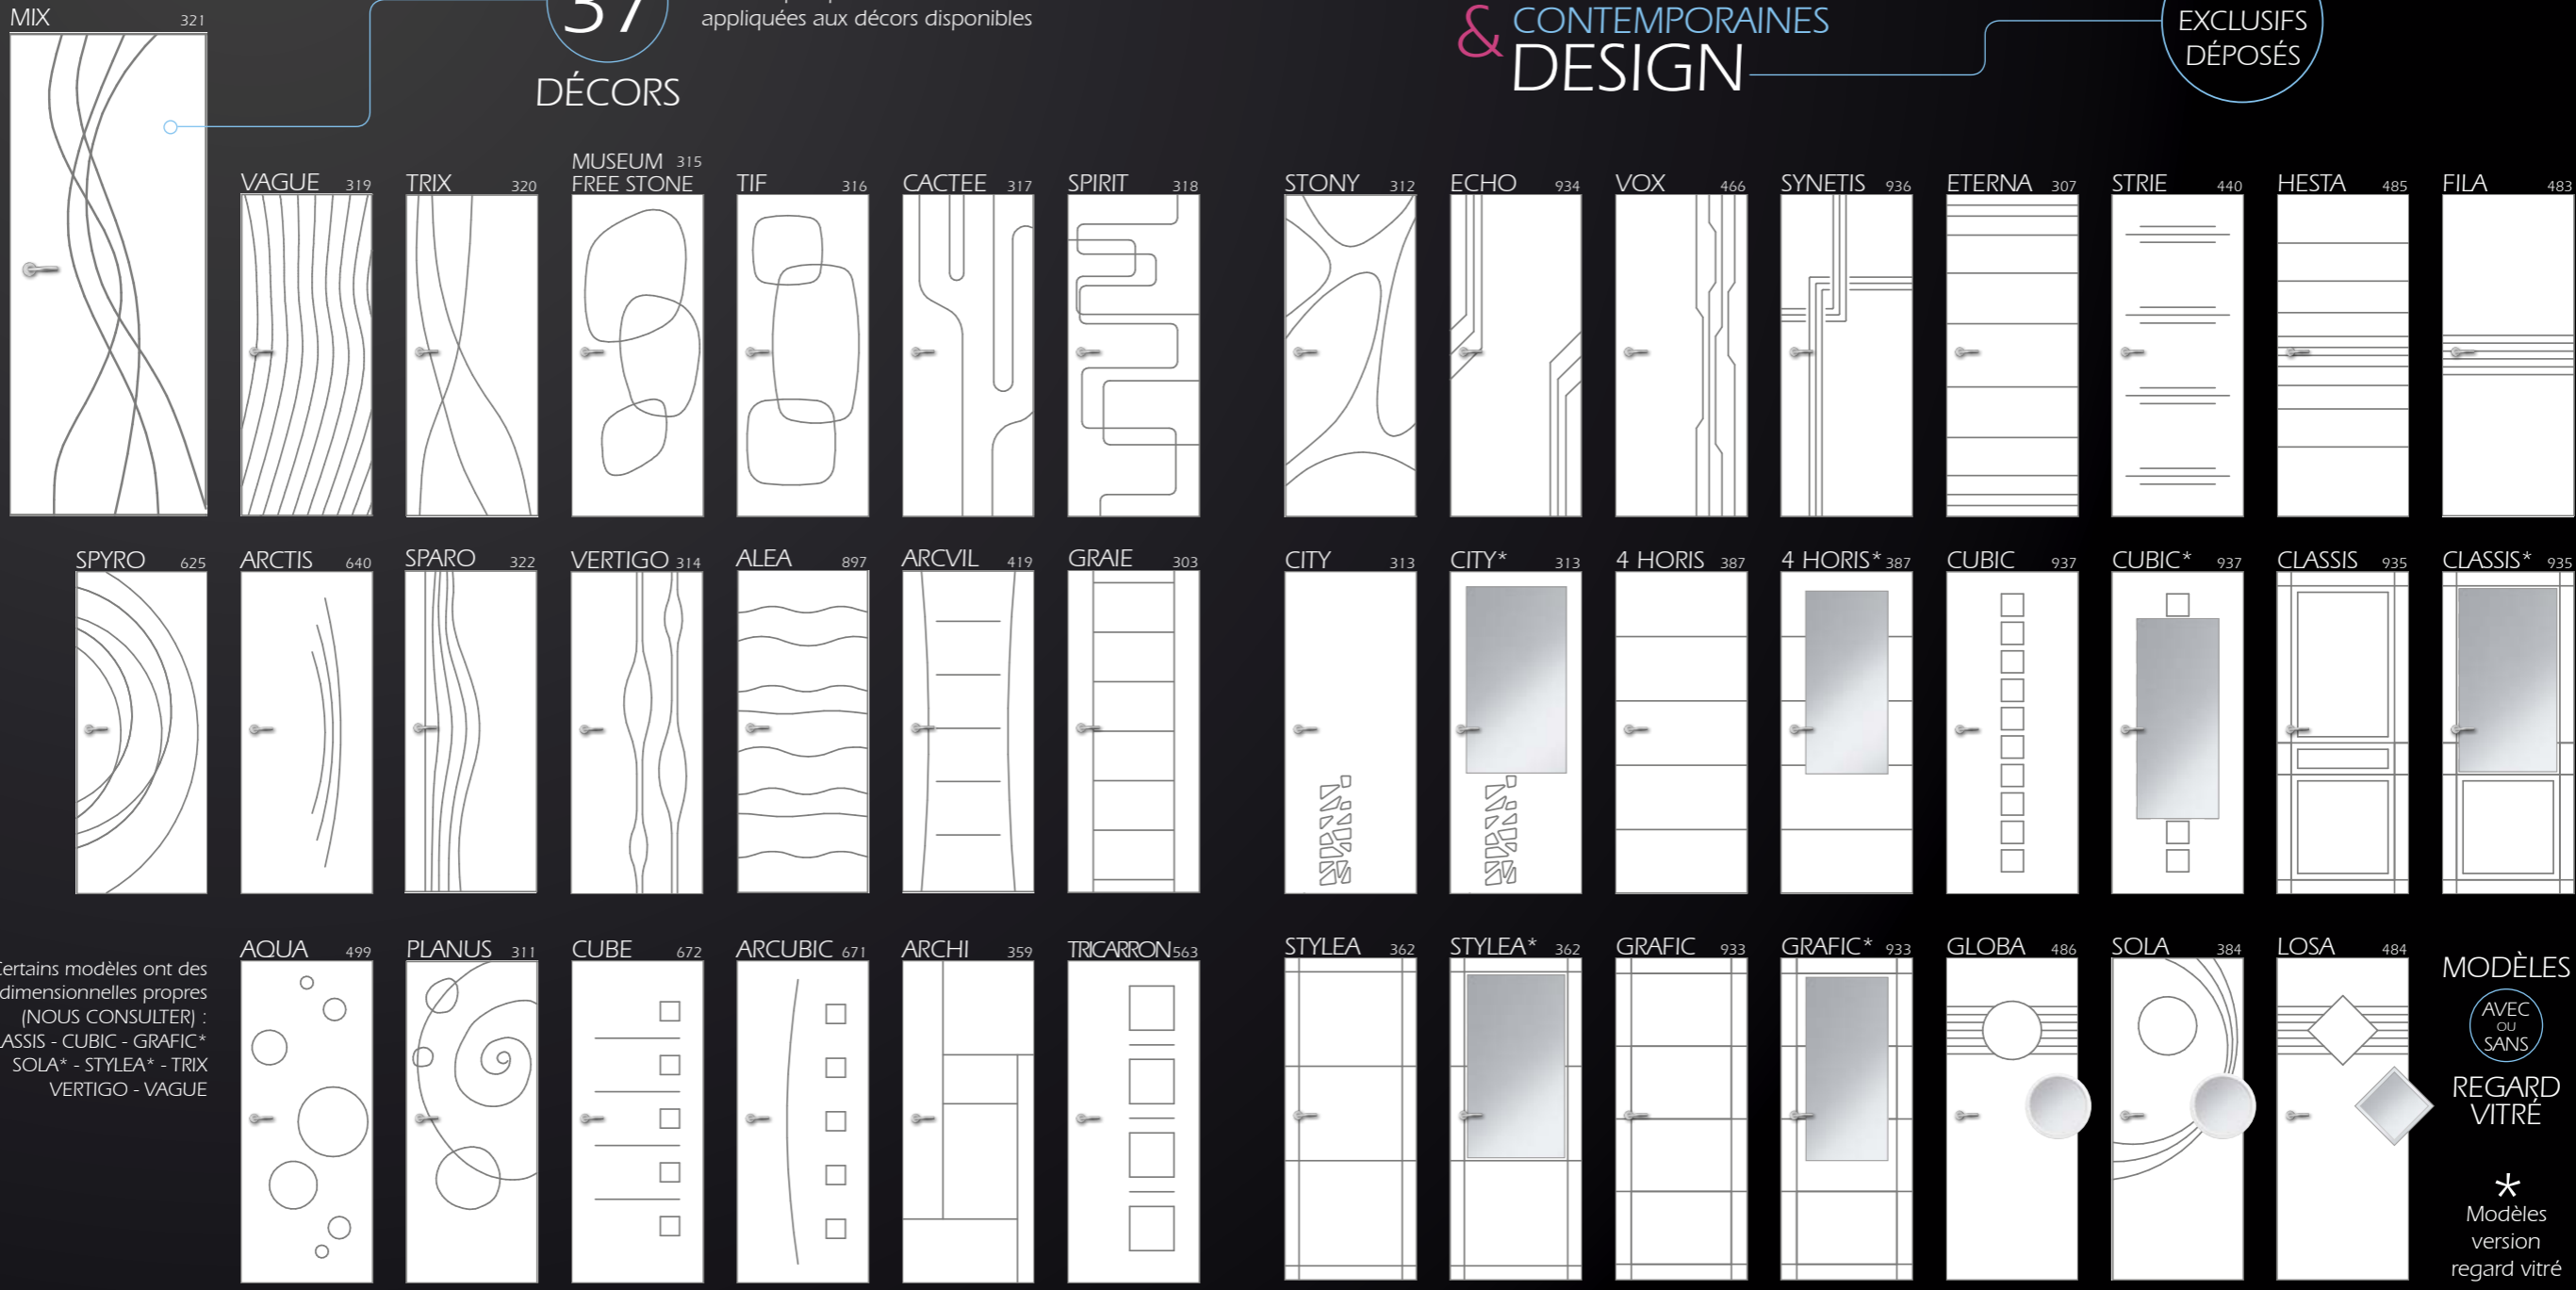 MIX 321
37
appliquées aux décors disponibles
DÉCORS
& CONTEMPORAINES
DESIGN
EXCLUSIFS
DÉPOSÉS
VAGUE 319
TRIX 320
MUSEUM 315
FREE STONE
TIF 316
CACTEE 317
SPIRIT 318
STONY 312
ECHO 934
VOX 466
SYNETIS 936
ETERNA 307
STRIE 440
HESTA 485
FILA 483
SPYRO 625
ARCTIS 640
SPARO 322
VERTIGO 314
ALEA 897
ARCVIL 419
GRAIE 303
CITY 313
CITY* 313
4 HORIS 387
4 HORIS* 387
CUBIC 937
CUBIC* 937
CLASSIS 935
CLASSIS* 935
Certains modèles ont des
dimensionnelles propres
(NOUS CONSULTER) :
ASSIS - CUBIC - GRAFIC*
SOLA* - STYLEA* - TRIX
VERTIGO - VAGUE
AQUA 499
PLANUS 311
CUBE 672
ARCUBIC 671
ARCHI 359
TRICARRON 563
STYLEA 362
STYLEA* 362
GRAFIC 933
GRAFIC* 933
GLOBA 486
SOLA 384
LOSA 484
MODÈLES
AVEC
OU
SANS
REGARD
VITRÉ
*
Modèles
version
regard vitré